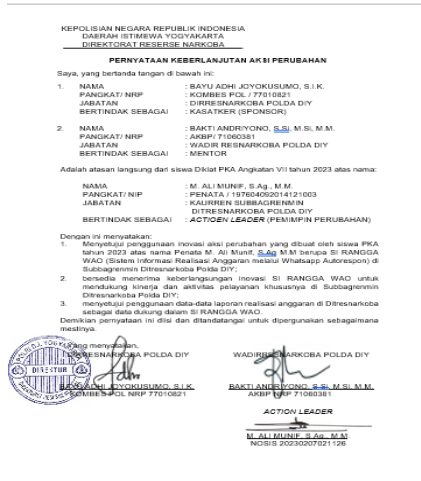 KEPOLISIAN NEGARA REPUBLIK INDONESIA
DAERAH ISTIMEWA YOGYAKARTA
DIREKTORAT RESERSE NARKOBA
PERNYATAAN KEBERLANJUTAN AKSI PERUBAHAN
Saya, yang bertanda tangan di bawah ini:
1. NAMA : BAYU ADHI JOYOKUSUMO, S.I.K.
PANGKAT/ NRP : KOMBES POL / 77010821
JABATAN : DIRRESNARKOBA POLDA DIY
BERTINDAK SEBAGAI : KASATKER (SPONSOR)
2. NAMA : BAKTI ANDRIYONO, S.Si, M.Si, M.M.
PANGKAT/ NRP : AKBP/ 71060381
JABATAN : WADIR RESNARKOBA POLDA DIY
BERTINDAK SEBAGAI : MENTOR
Adalah atasan langsung dari siswa Diklat PKA Angkatan VII tahun 2023 atas nama:
NAMA : M. ALI MUNIF, S.Ag., M.M.
PANGKAT/ NIP : PENATA / 197604092014121003
JABATAN : KAURREN SUBBAGRENMIN
DITRESNARKOBA POLDA DIY
BERTINDAK SEBAGAI : ACTIOEN LEADER (PEMIMPIN PERUBAHAN)
Dengan ini menyatakan:
1. Menyetujui penggunaan inovasi aksi perubahan yang dibuat oleh siswa PKA
tahun 2023 atas nama Penata M. Ali Munif, S.Ag M.M berupa SI RANGGA
WAO (Sistem Informasi Realisasi Anggaran melalui Whatsapp Autorespon) di
Subbagrenmin Ditresnarkoba Polda DIY;
2. bersedia menerima keberlangsungan inovasi SI RANGGA WAO untuk
mendukung kinerja dan aktivitas pelayanan khususnya di Subbagrenmin
Ditresnarkoba Polda DIY;
3. menyetujui penggunaan data-data laporan realisasi anggaran di Ditresnarkoba
sebagai data dukung dalam SI RANGGA WAO.
Demikian pernyataan ini diisi dan ditandatangai untuk dipergunakan sebagaimana
mestinya.
Yang menyatakan,
DIRRESNARKOBA POLDA DIY WADIRRESNARKOBA POLDA DIY
DIREKTUR
BAYU ADHI JOYOKUSUMO, S.I.K. BAKTI ANDRIYONO, S.Si, M.Si, M.M.
KOMBES POL NRP 77010821 AKBP NRP 71060381
ACTION LEADER
M. ALI MUNIF, S.Ag., M.M.
NOSIS 20230207021126